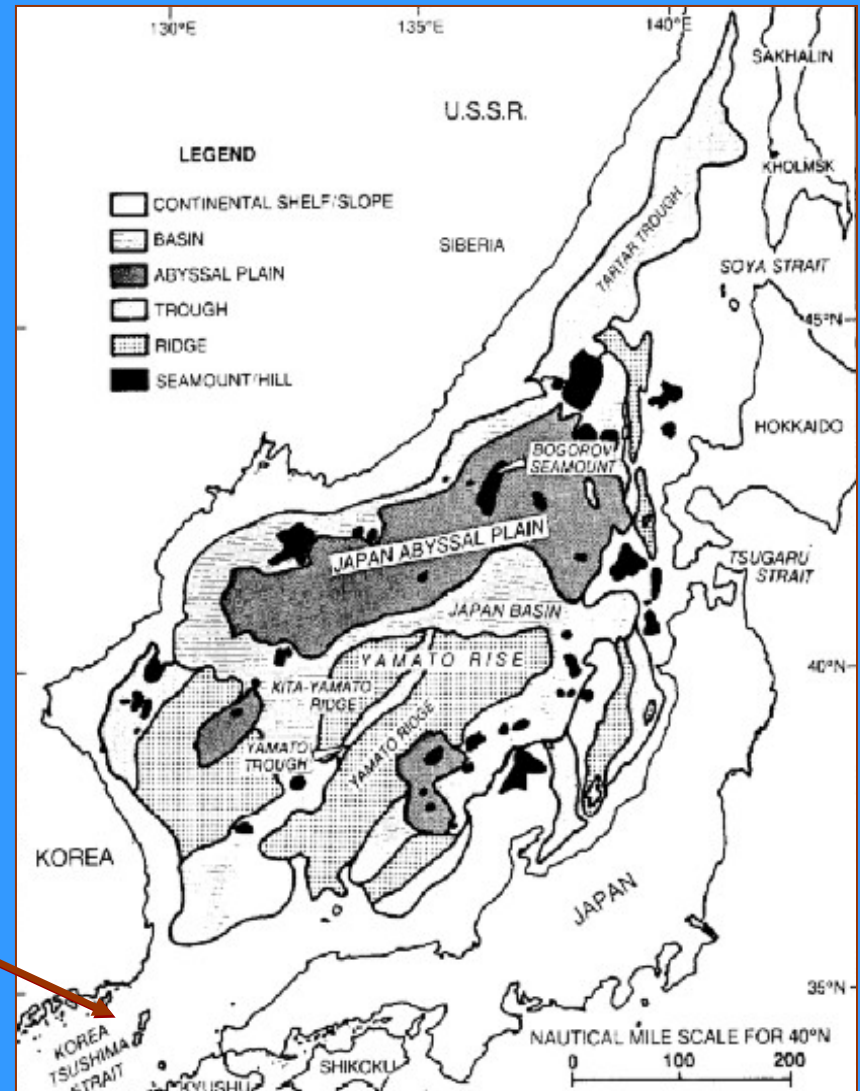 130°E 135°E 140°E
SAKHALIN
U.S.S.R.
LEGEND
CONTINENTAL SHELF/SLOPE
BASIN
ABYSSAL PLAIN
TROUGH
RIDGE
SEAMOUNT/HILL
KHOLMSK
SIBERIA
TARTAR TROUGH
SOYA STRAIT
45°N
HOKKAIDO
BOGOROV
SEAMOUNT
JAPAN ABYSSAL PLAIN
TSUGARU
STRAIT
JAPAN BASIN
YAMATO RISE
40°N
KITA-YAMATO
RIDGE
YAMATO
TROUGH
YAMATO RIDGE
KOREA
JAPAN
35°N
KOREA
TSUSHIMA
STRAIT
NAUTICAL MILE SCALE FOR 40°N
0 100 200
SHIKOKU
KYUSHU